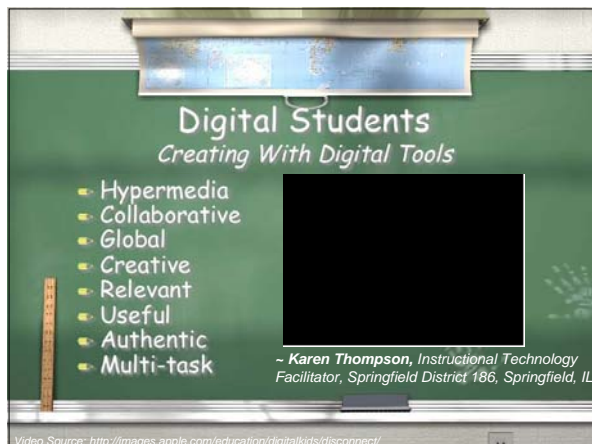 Digital Students
Creating With Digital Tools
Hypermedia
Collaborative
Global
Creative
Relevant
Useful
Authentic
Multi-task
~ Karen Thompson, Instructional Technology
Facilitator, Springfield District 186, Springfield, IL
Video Source: http://images.apple.com/education/digitalkids/disconnect/